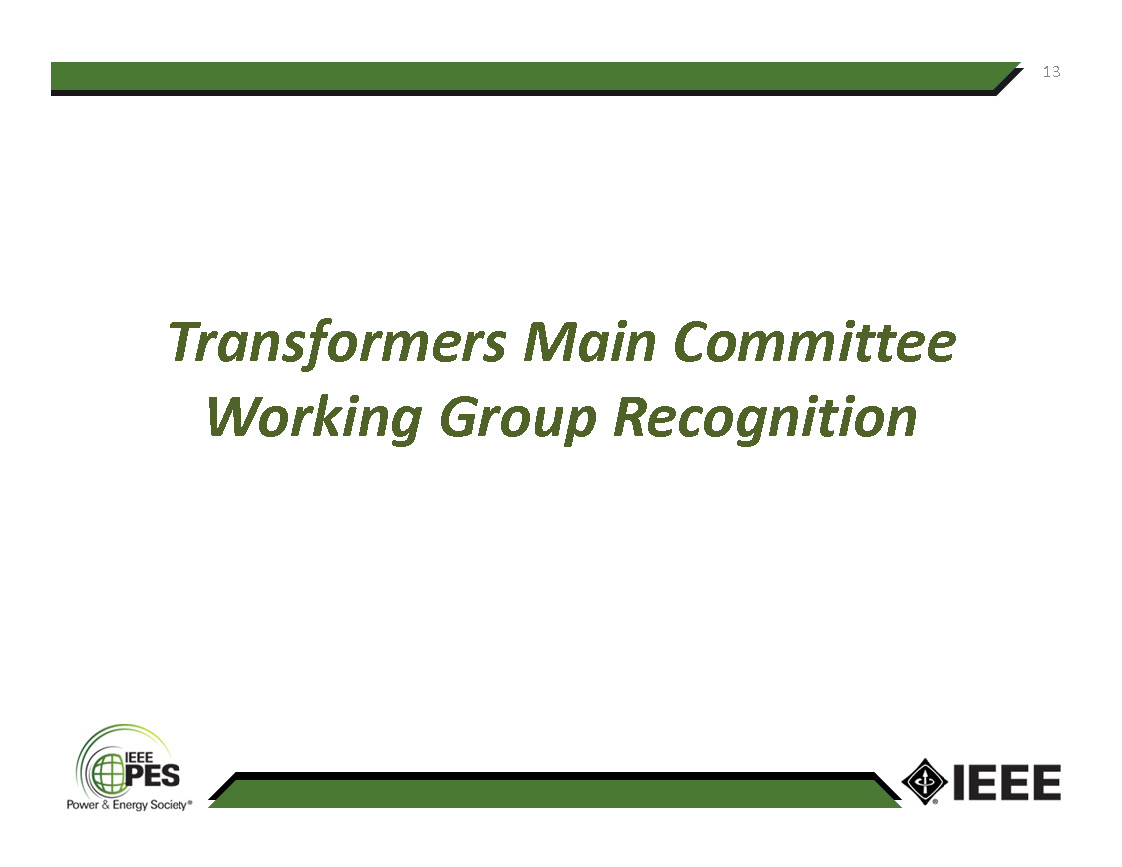 13
Transformers Main Committee
Working Group Recognition
IEEE
PES
Power & Energy Society®
IEEE
®